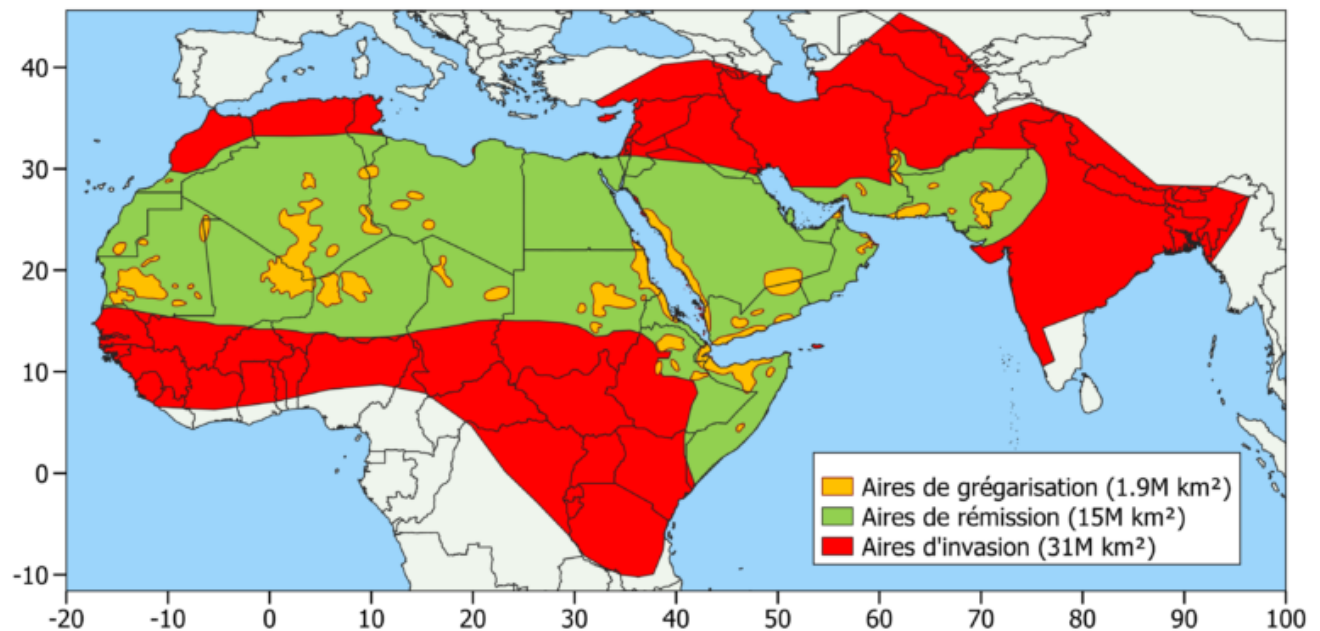 40
30
20
10
0
-10
-20 -10 0 10 20 30 40 50 60 70 80 90 100
Aires de grégarisation (1.9M km²)
Aires de rémission (15M km²)
Aires d'invasion (31M km²)